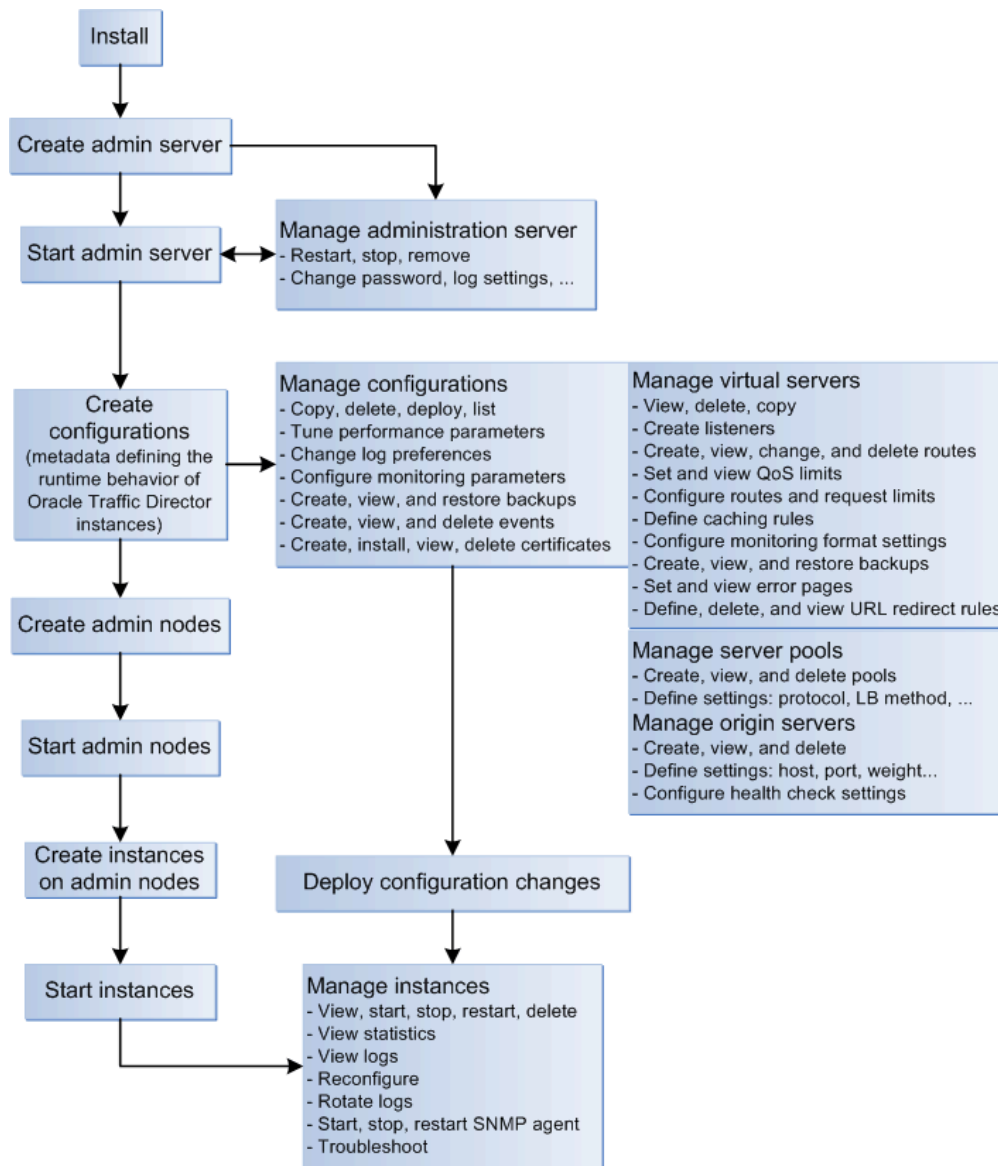 Install
Create admin server
Start admin server
Manage administration server
- Restart, stop, remove
- Change password, log settings, ...
Create
configurations
(metadata defining the
runtime behavior of
Oracle Traffic Director
instances)
Manage configurations
- Copy, delete, deploy, list
- Tune performance parameters
- Change log preferences
- Configure monitoring parameters
- Create, view, and restore backups
- Create, view, and delete events
- Create, install, view, delete certificates
Manage virtual servers
- View, delete, copy
- Create listeners
- Create, view, change, and delete routes
- Set and view QoS limits
- Configure routes and request limits
- Define caching rules
- Configure monitoring format settings
- Create, view, and restore backups
- Set and view error pages
- Define, delete, and view URL redirect rules
Manage server pools
- Create, view, and delete pools
- Define settings: protocol, LB method, ...
Manage origin servers
- Create, view, and delete
- Define settings: host, port, weight...
- Configure health check settings
Create admin nodes
Start admin nodes
Create instances
on admin nodes
Deploy configuration changes
Start instances
Manage instances
- View, start, stop, restart, delete
- View statistics
- View logs
- Reconfigure
- Rotate logs
- Start, stop, restart SNMP agent
- Troubleshoot